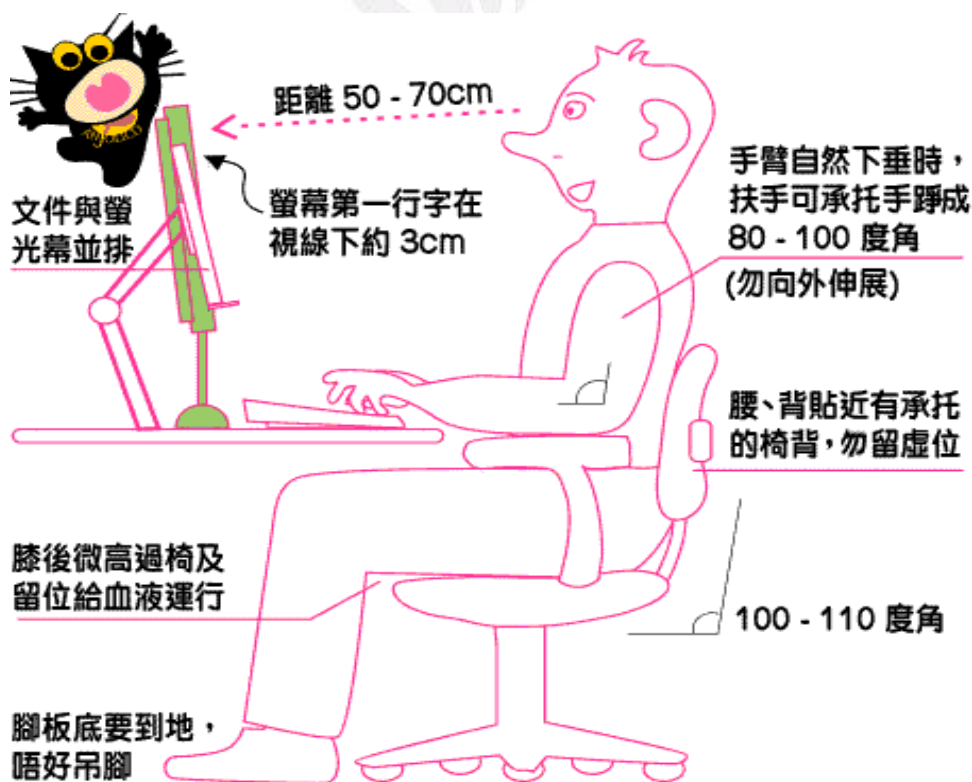 距離 50 - 70cm
文件與螢
光幕並排
螢幕第一行字在
視線下約 3cm
手臂自然下垂時，
扶手可承托手踭成
80 - 100 度角
(勿向外伸展)
腰、背貼近有承托
的椅背，勿留虛位
膝後微高過椅及
留位給血液運行
100 - 110 度角
腳板底要到地，
唔好吊腳